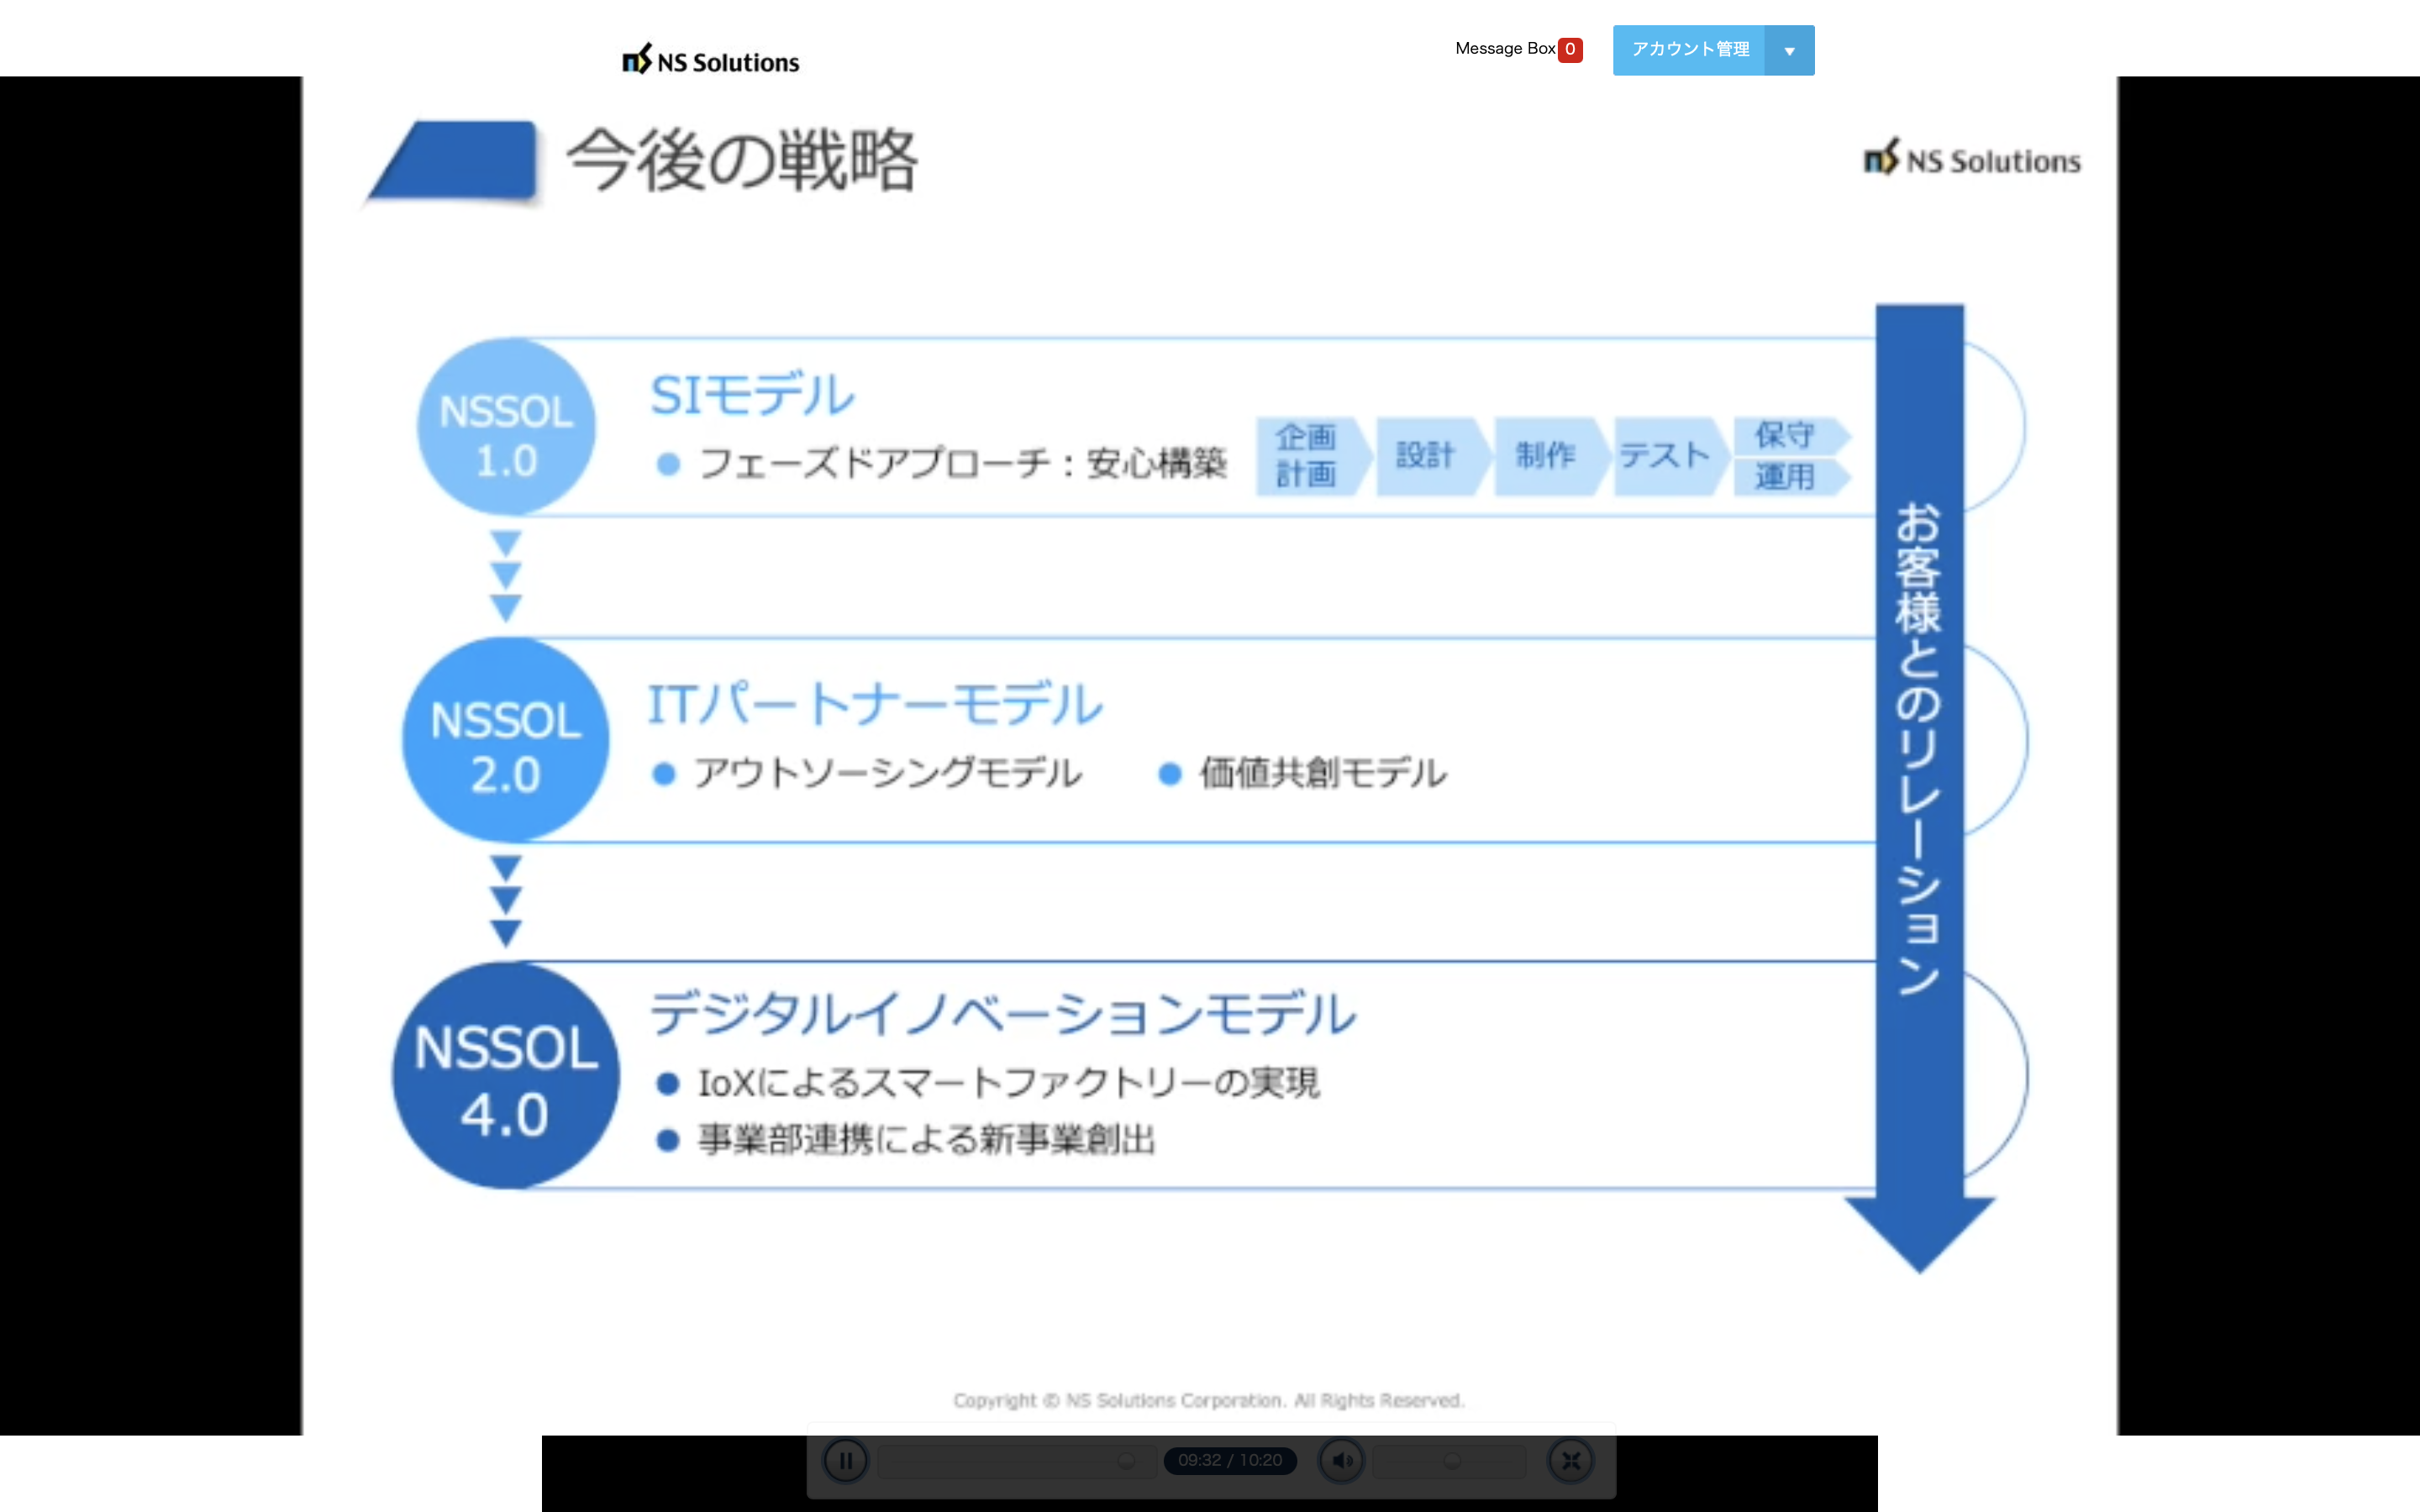 NS Solutions
Message Box 0
アカウント管理
今後の戦略
NS Solutions
NSSOL
1.0
SIモデル
フェーズドアプローチ：安心構築
企画
計画
設計
制作
テスト
保守
運用
NSSOL
2.0
ITパートナーモデル
アウトソーシングモデル
価値共創モデル
NSSOL
4.0
デジタルイノベーションモデル
IoXによるスマートファクトリーの実現
事業部連携による新事業創出
お客様とのリレーション
Copyright © NS Solutions Corporation. All Rights Reserved.
09:32 / 10:20